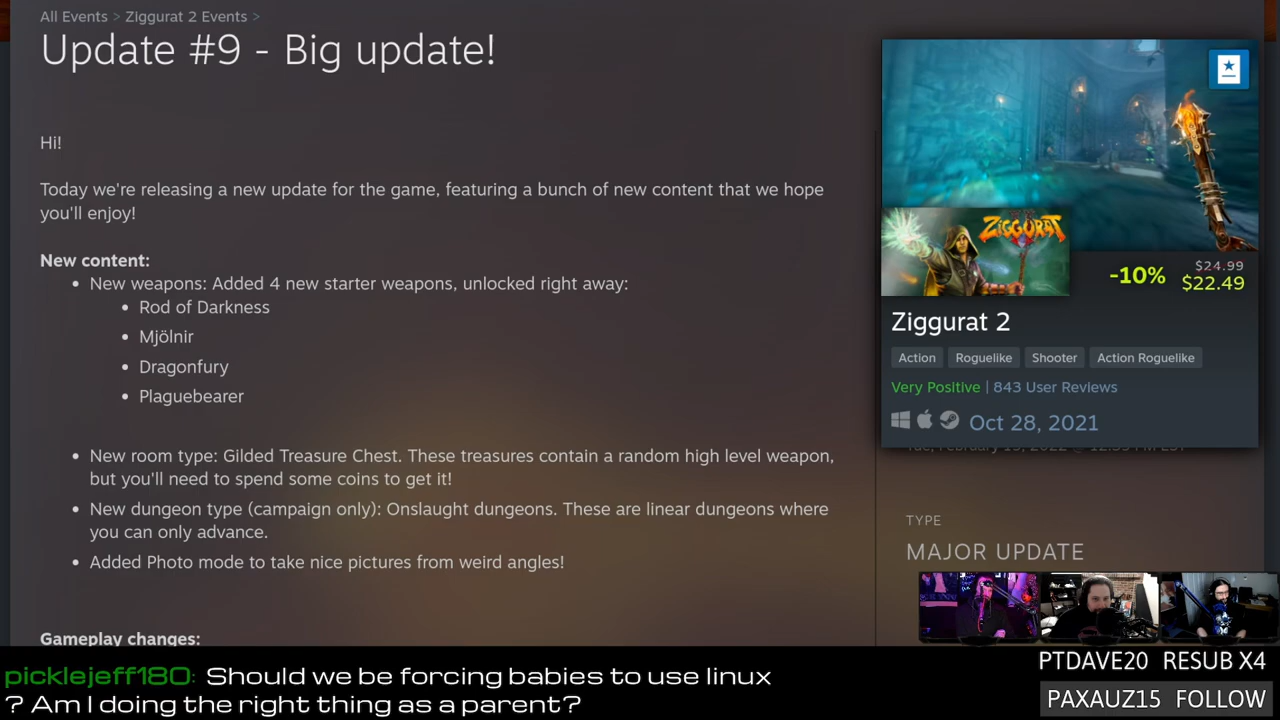 All Events > Ziggurat 2 Events >
Update #9 - Big update!
Hi!
Today we're releasing a new update for the game, featuring a bunch of new content that we hope
you'll enjoy!
New content:
• New weapons: Added 4 new starter weapons, unlocked right away:
• Rod of Darkness
• Mjölnir
• Dragonfury
• Plaguebearer
• New room type: Gilded Treasure Chest. These treasures contain a random high level weapon,
but you'll need to spend some coins to get it!
• New dungeon type (campaign only): Onslaught dungeons. These are linear dungeons where
you can only advance.
• Added Photo mode to take nice pictures from weird angles!
Gameplay changes:
ZIGGURAT
-10%
$24.99
$22.49
Ziggurat 2
Action Roguelike Shooter Action Roguelike
Very Positive | 843 User Reviews
Oct 28, 2021
TYPE
MAJOR UPDATE
picklejeff180: Should we be forcing babies to use linux
? Am I doing the right thing as a parent?
PTDAVE20 RESUB X4
PAXAUZ15 FOLLOW